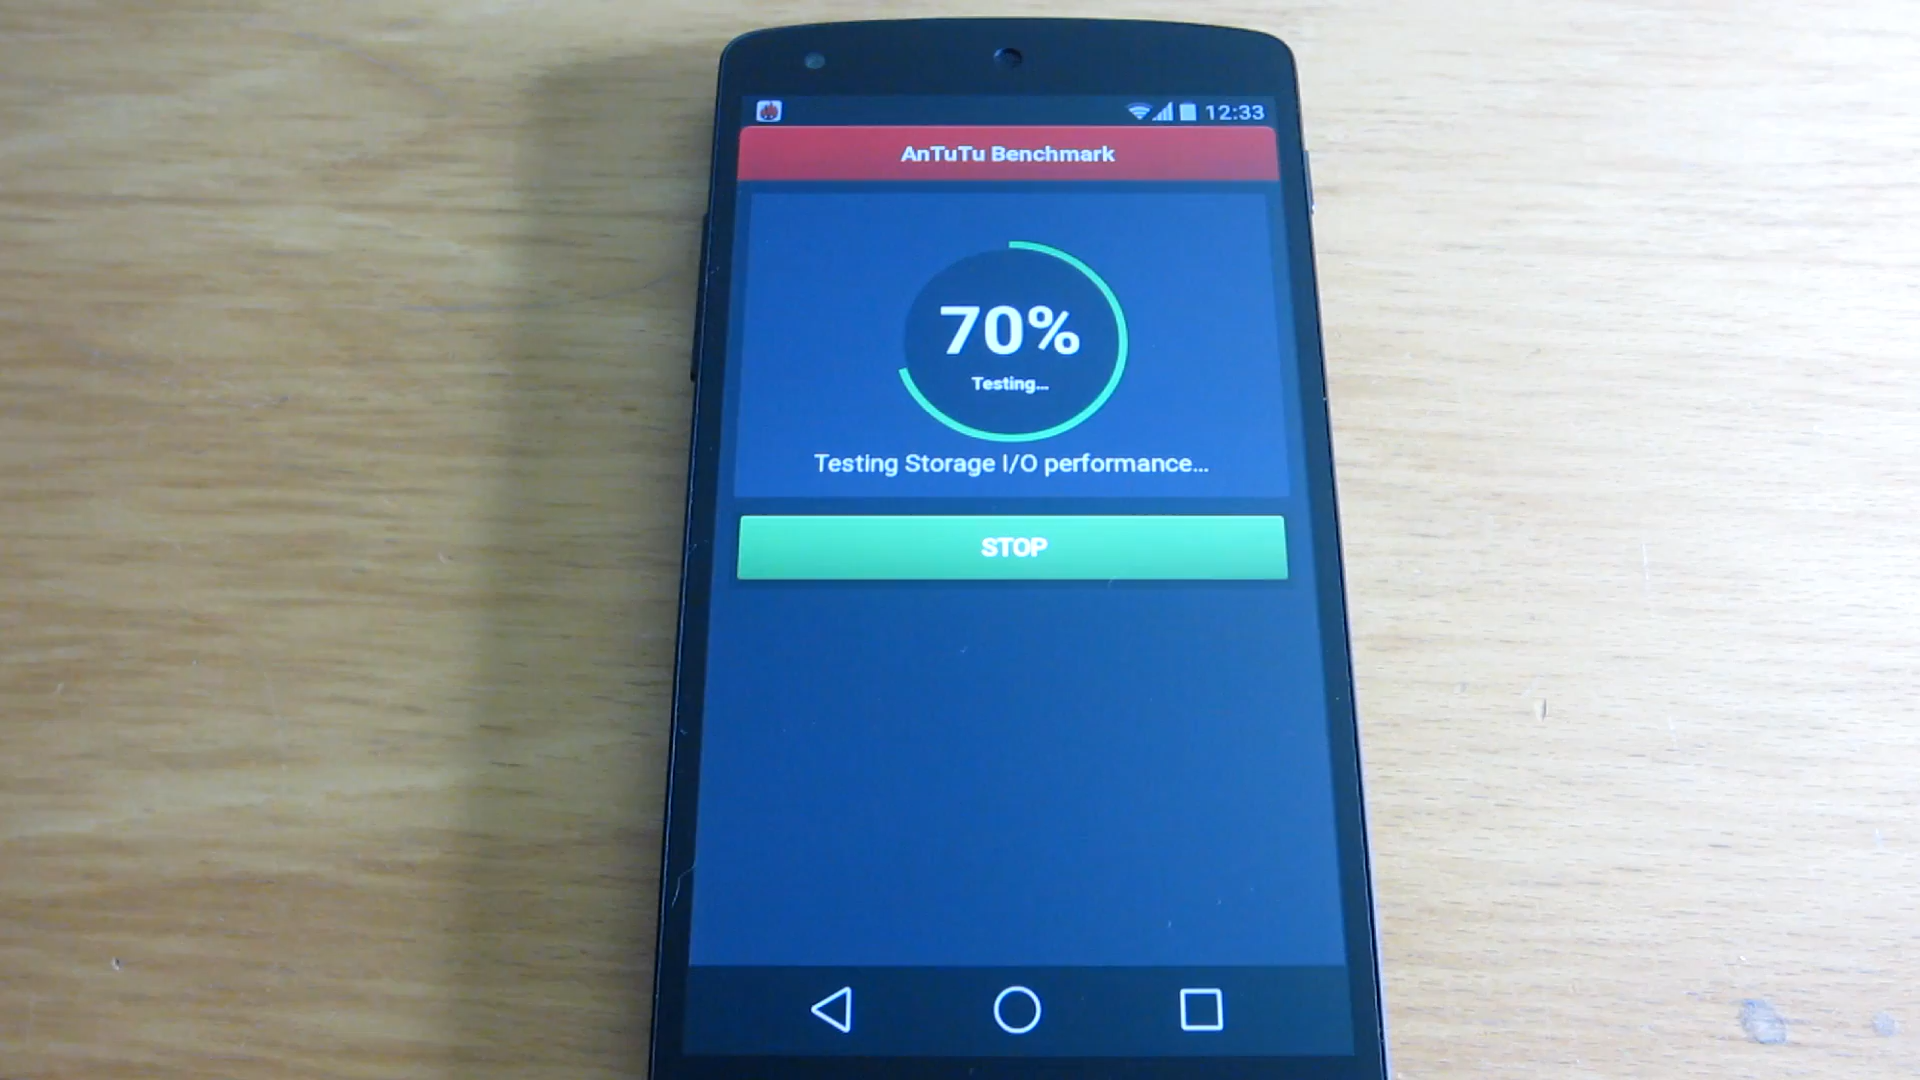 12:33
AnTuTu Benchmark
70%
Testing...
Testing Storage I/O performance...
STOP